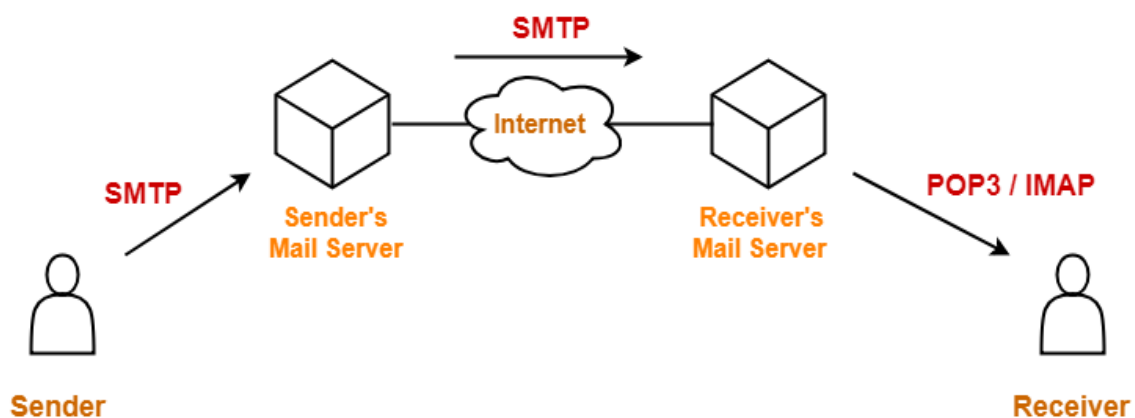 SMTP
Internet
SMTP
POP3 / IMAP
Sender's
Mail Server
Receiver's
Mail Server
Sender
Receiver